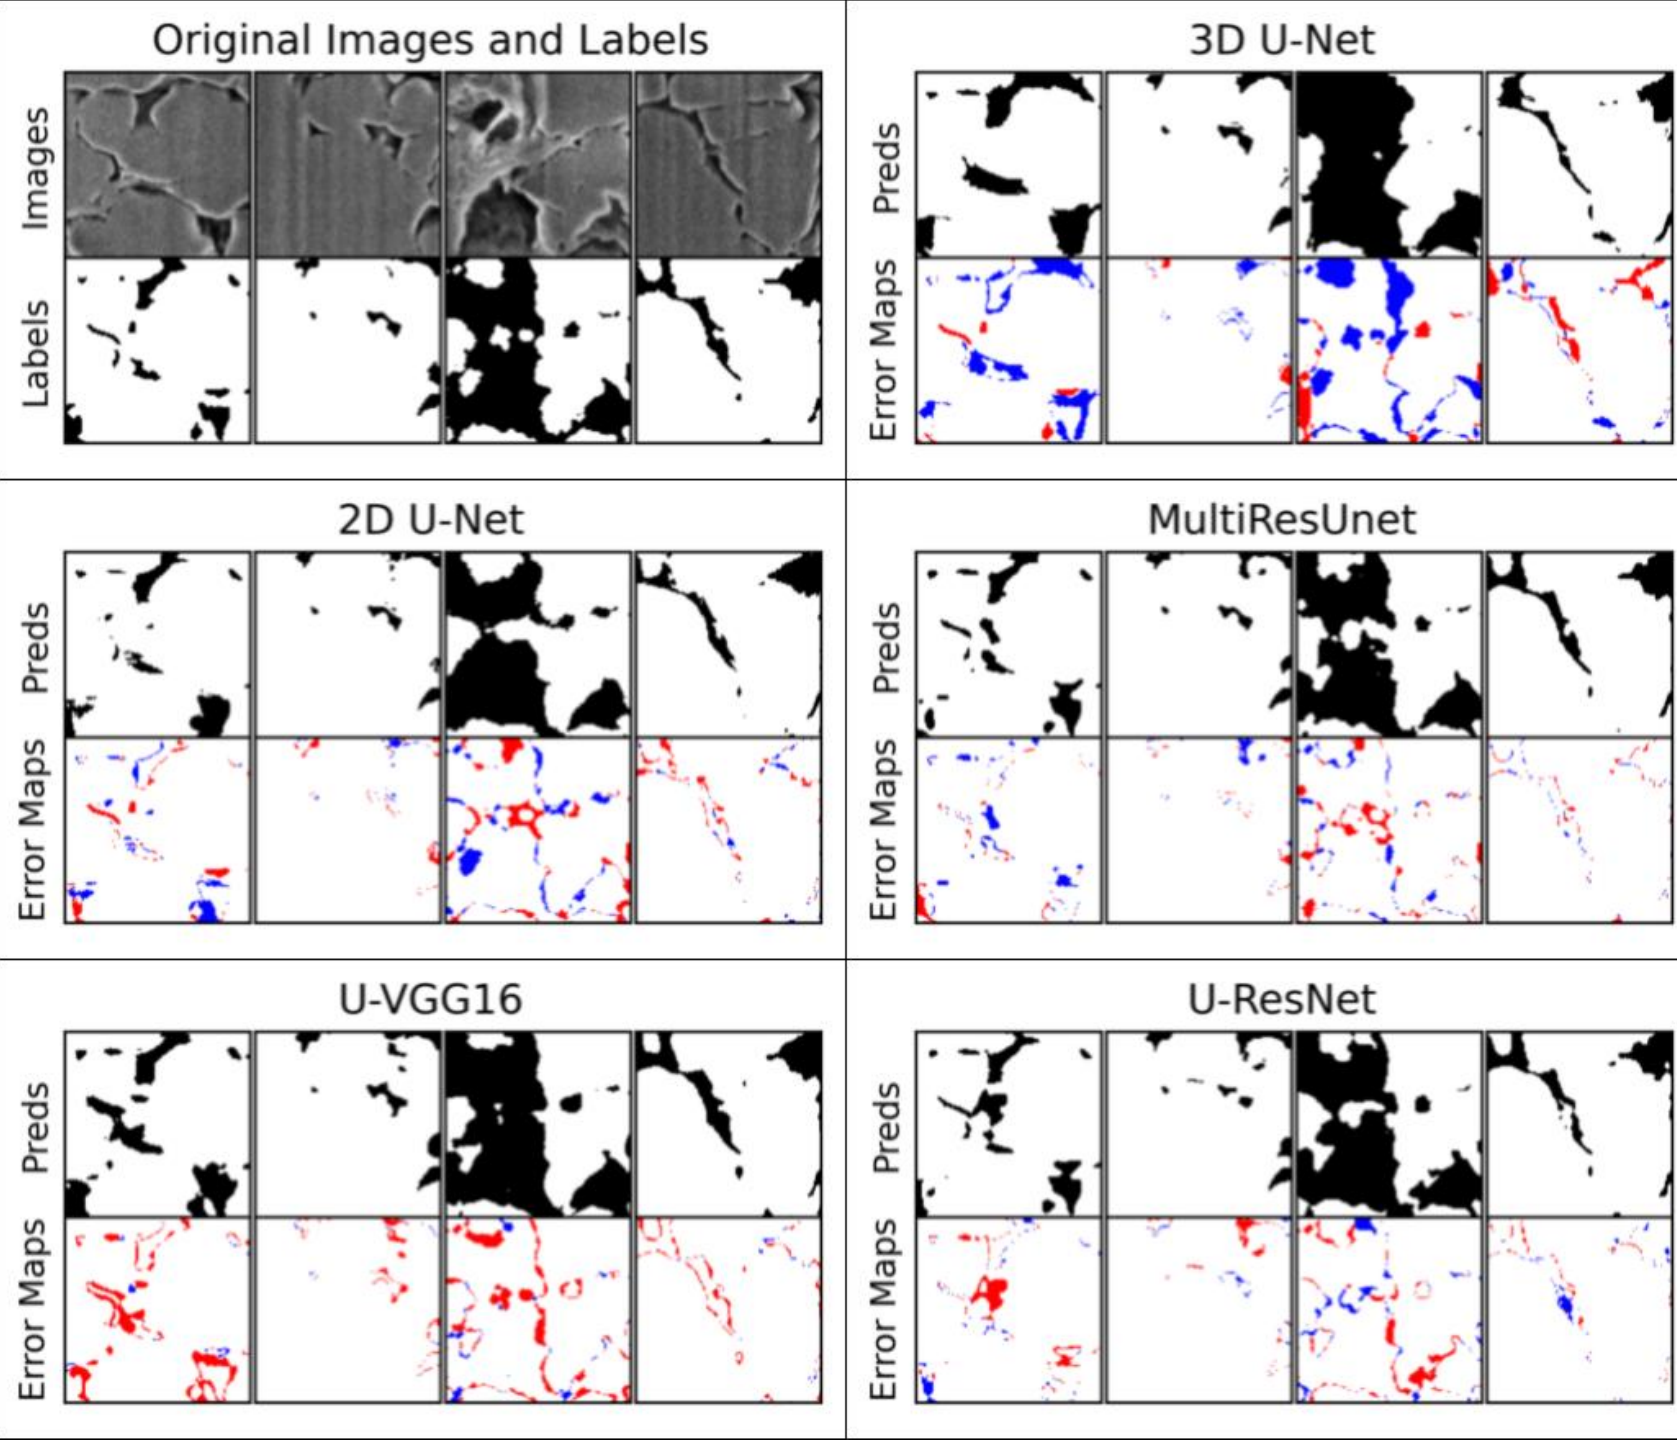 Original Images and Labels
Images
Labels
3D U-Net
Preds
Error Maps
2D U-Net
Preds
Error Maps
MultiResUnet
Preds
Error Maps
U-VGG16
Preds
Error Maps
U-ResNet
Preds
Error Maps